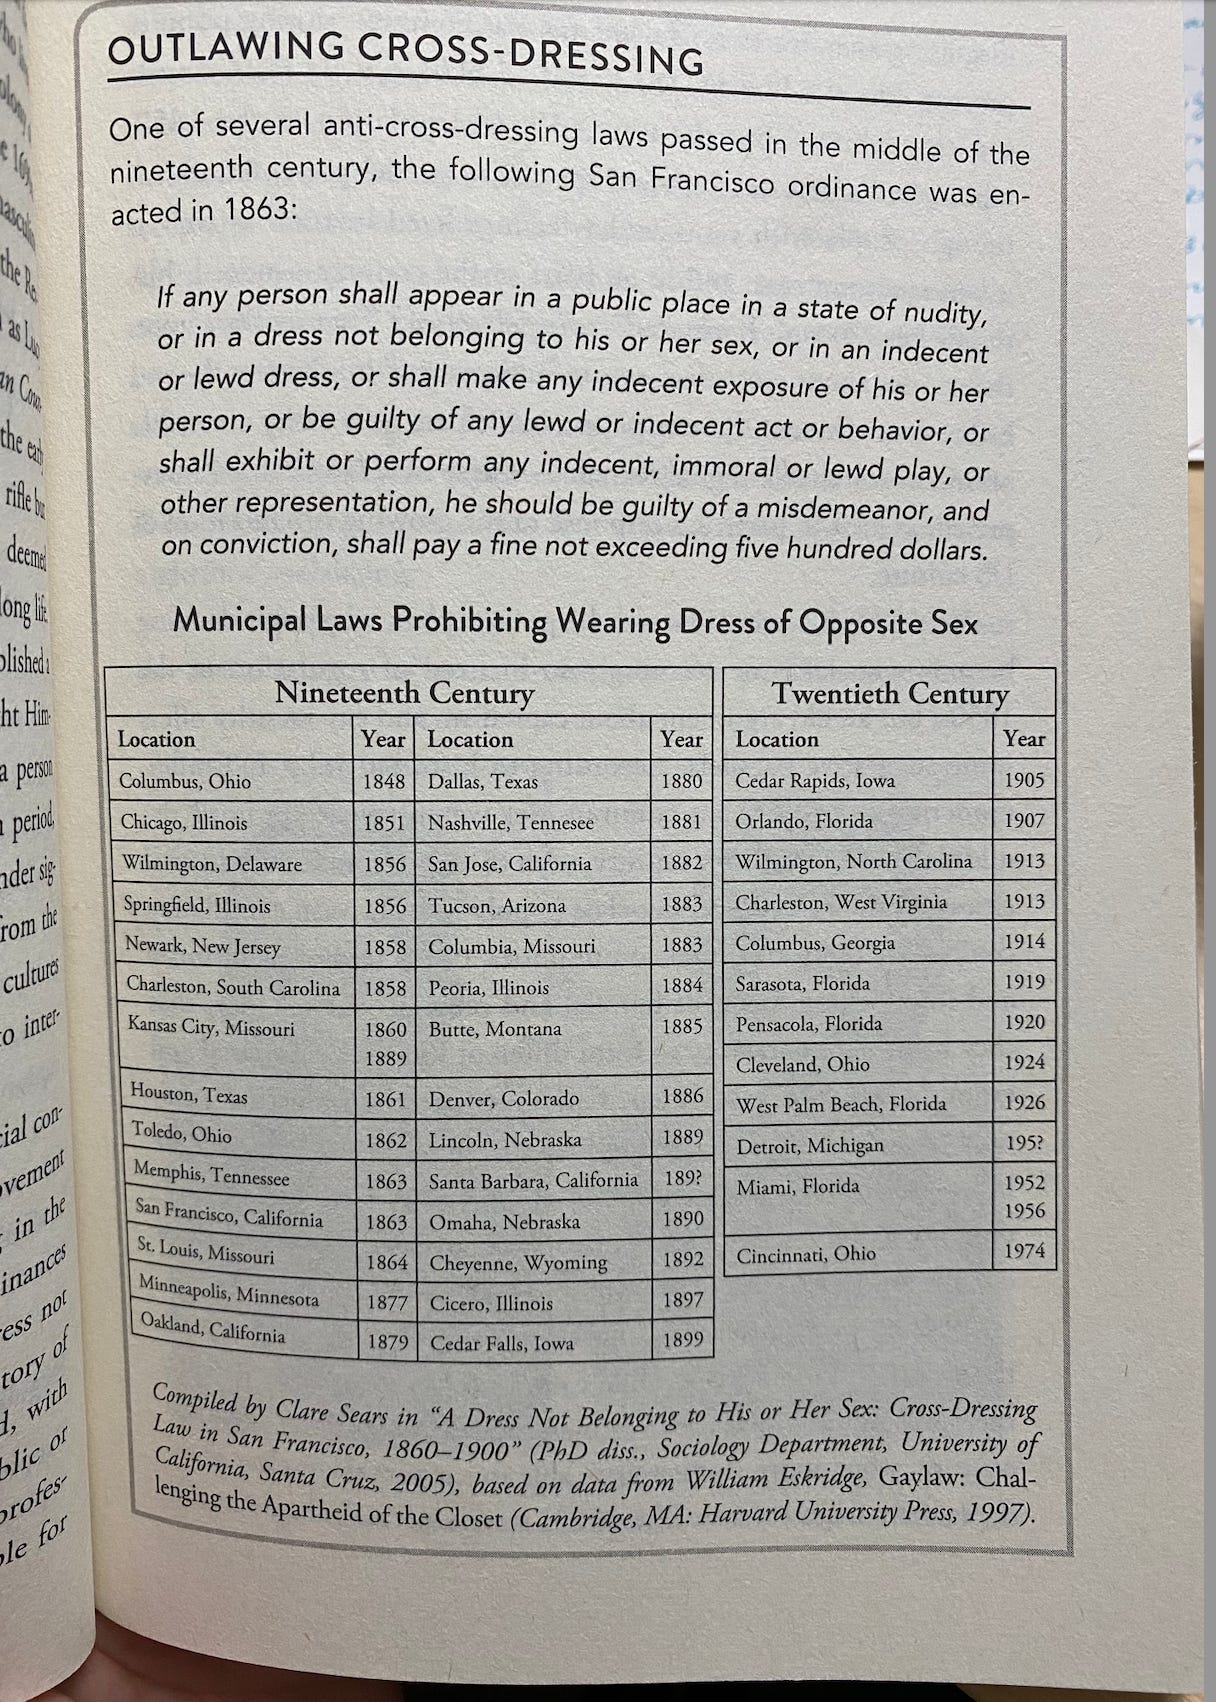 OUTLAWING CROSS-DRESSING
One of several anti-cross-dressing laws passed in the middle of the
nineteenth century, the following San Francisco ordinance was en-
acted in 1863:
If any person shall appear in a public place in a state of nudity,
or in a dress not belonging to his or her sex, or in an indecent
or lewd dress, or shall make any indecent exposure of his or her
person, or be guilty of any lewd or indecent act or behavior, or
shall exhibit or perform any indecent, immoral or lewd play, or
other representation, he should be guilty of a misdemeanor, and
on conviction, shall pay a fine not exceeding five hundred dollars.
Municipal Laws Prohibiting Wearing Dress of Opposite Sex
Nineteenth Century
Location Year Location Year
Columbus, Ohio 1848 Dallas, Texas 1880
Chicago, Illinois 1851 Nashville, Tennesee 1881
Wilmington, Delaware 1856 San Jose, California 1882
Springfield, Illinois 1856 Tucson, Arizona 1883
Newark, New Jersey 1858 Columbia, Missouri 1883
Charleston, South Carolina 1858 Peoria, Illinois 1884
Kansas City, Missouri 1860 Butte, Montana 1885
1889
Houston, Texas 1861 Denver, Colorado 1886
Toledo, Ohio 1862 Lincoln, Nebraska 1889
Memphis, Tennessee 1863 Santa Barbara, California 189?
San Francisco, California 1863 Omaha, Nebraska 1890
St. Louis, Missouri 1864 Cheyenne, Wyoming 1892
Minneapolis, Minnesota 1877 Cicero, Illinois 1897
Oakland, California 1879 Cedar Falls, Iowa 1899
Twentieth Century
Location Year
Cedar Rapids, Iowa 1905
Orlando, Florida 1907
Wilmington, North Carolina 1913
Charleston, West Virginia 1913
Columbus, Georgia 1914
Sarasota, Florida 1919
Pensacola, Florida 1920
Cleveland, Ohio 1924
West Palm Beach, Florida 1926
Detroit, Michigan 195?
Miami, Florida 1952
1956
Cincinnati, Ohio 1974
Compiled by Clare Sears in “A Dress Not Belonging to His or Her Sex: Cross-Dressing
Law in San Francisco, 1860–1900” (PhD diss., Sociology Department, University of
California, Santa Cruz, 2005), based on data from William Eskridge, Gaylaw: Chal-
lenging the Apartheid of the Closet (Cambridge, MA: Harvard University Press, 1997).